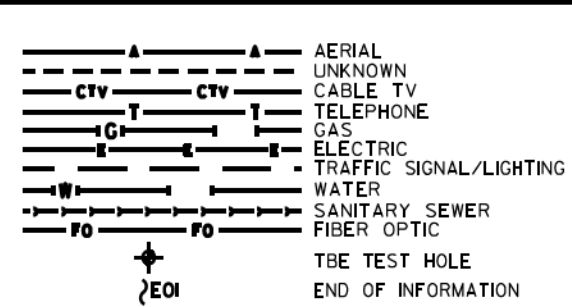 A A AERIAL
UNKNOWN
CTV CTV CABLE TV
T T TELEPHONE
G GAS
E E E ELECTRIC
TRAFFIC SIGNAL/LIGHTING
W WATER
SANITARY SEWER
FO FO FIBER OPTIC
TBE TEST HOLE
EOI END OF INFORMATION